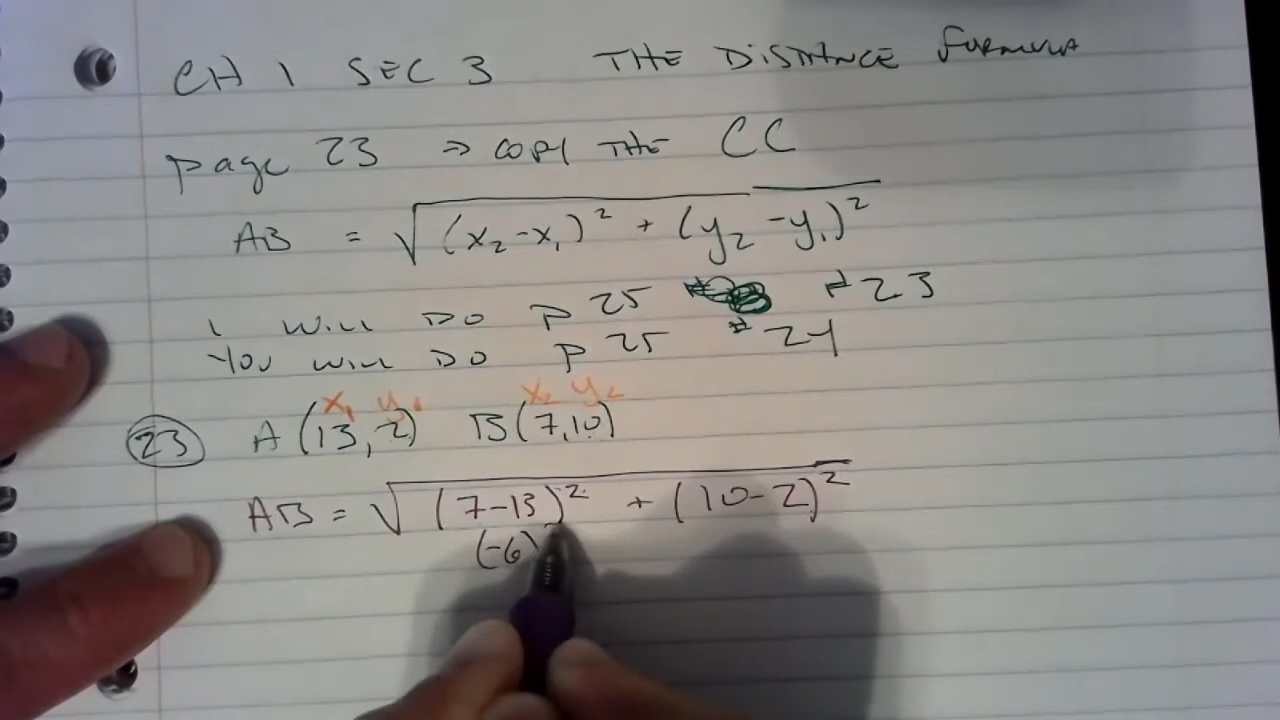 CH 1 SEC 3 THE DISTANCE FORMULA
page 23 ⇒ COPY THE CC
AB = √(x₂-x₁)² + (y₂-y₁)²
I WILL DO P 25 #23
YOU WILL DO P 25 #24
x₁ y₁ x₂ y₂
23 A (13,2) B(7,10)
AB = √(7-13)² + (10-2)²
(-6)